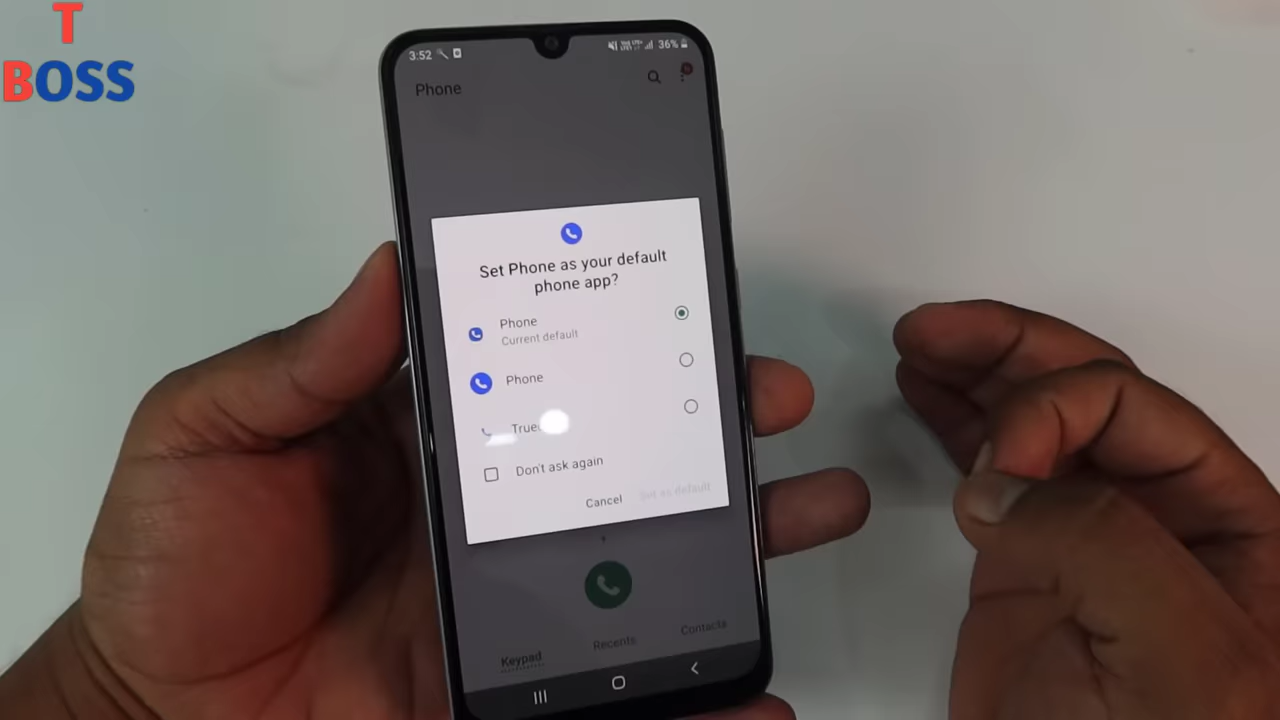 T
BOSS
3:52
36%
Phone
Set Phone as your default
phone app?
Phone
Current default
Phone
True
Don't ask again
Cancel
Set as default
Keypad
Recents
Contacts